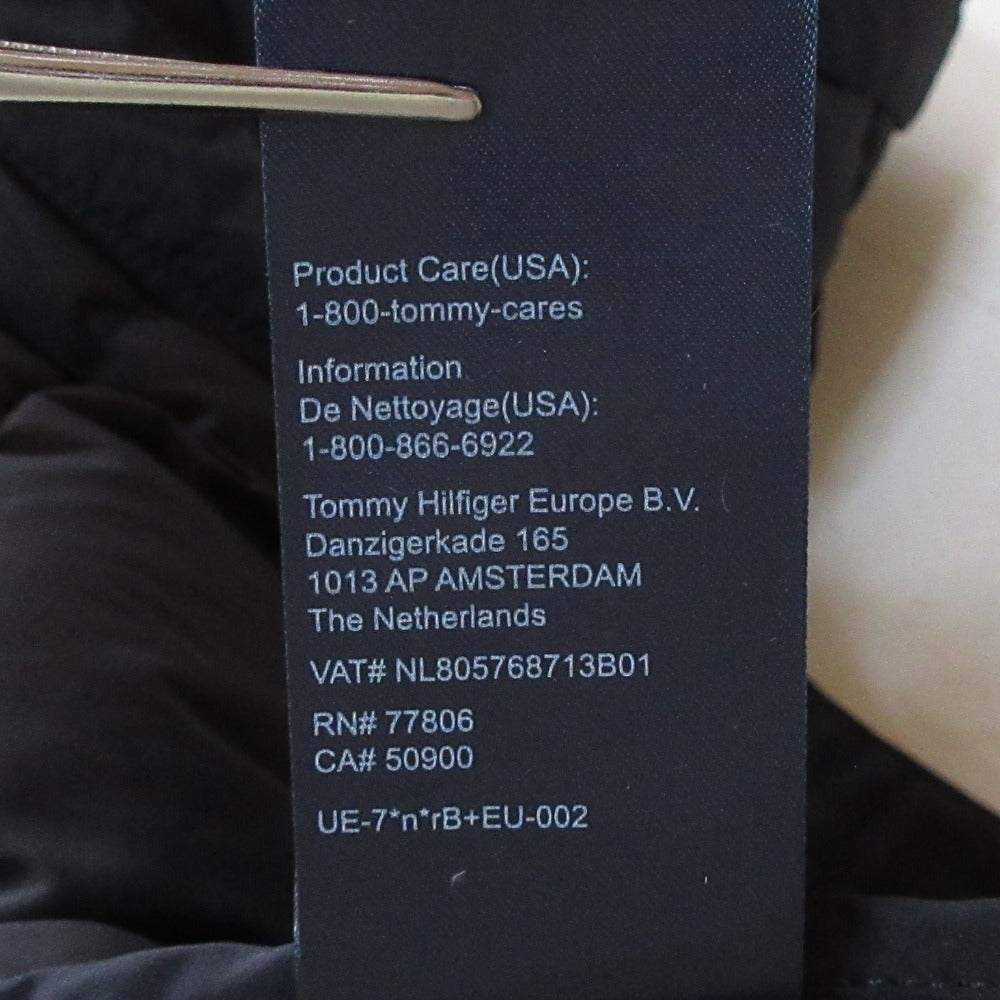 Product Care(USA):
1-800-tommy-cares
Information
De Nettoyage(USA):
1-800-866-6922
Tommy Hilfiger Europe B.V.
Danzigerkade 165
1013 AP AMSTERDAM
The Netherlands
VAT# NL805768713B01
RN# 77806
CA# 50900
UE-7*n*rB+EU-002